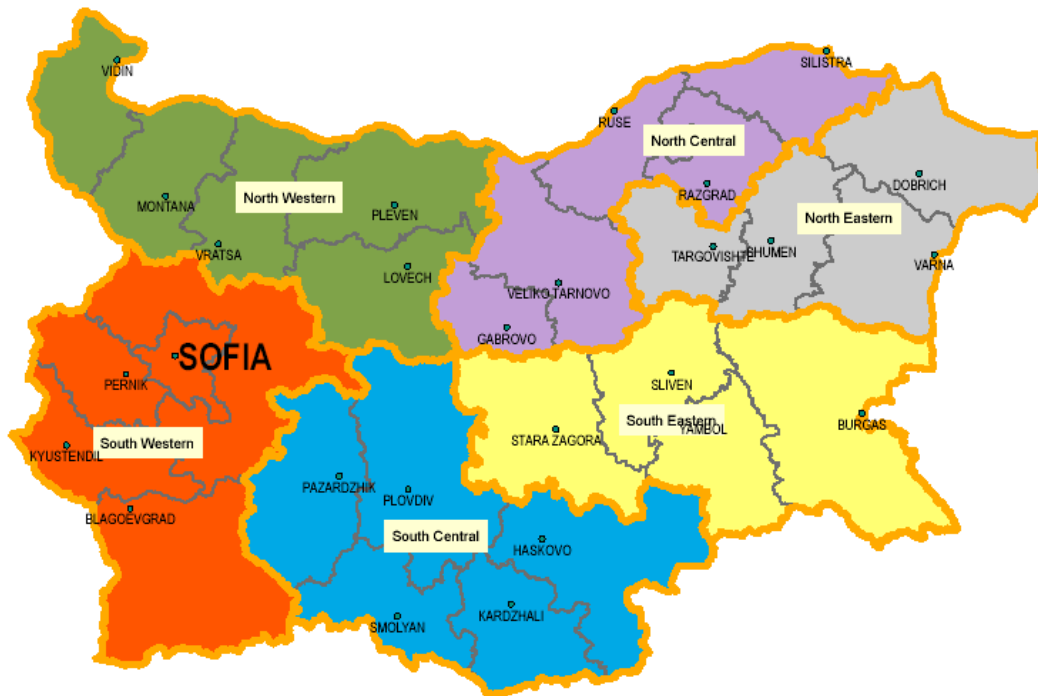 VIDIN
SILISTRA
RUSE
North Central
DOBRICH
RAZGRAD
MONTANA
North Western
PLEVEN
North Eastern
VRATSA
LOVECH
TARGOVISHTE
SHUMEN
VARNA
VELIKO TARNOVO
GABROVO
SOFIA
PERNIK
SLIVEN
South Western
KYUSTENDIL
STARA ZAGORA
South Eastern
YAMBOL
BURGAS
PAZARDZHIK
PLOVDIV
BLAGOEVGRAD
South Central
HASKOVO
SMOLYAN
KARDZHALI